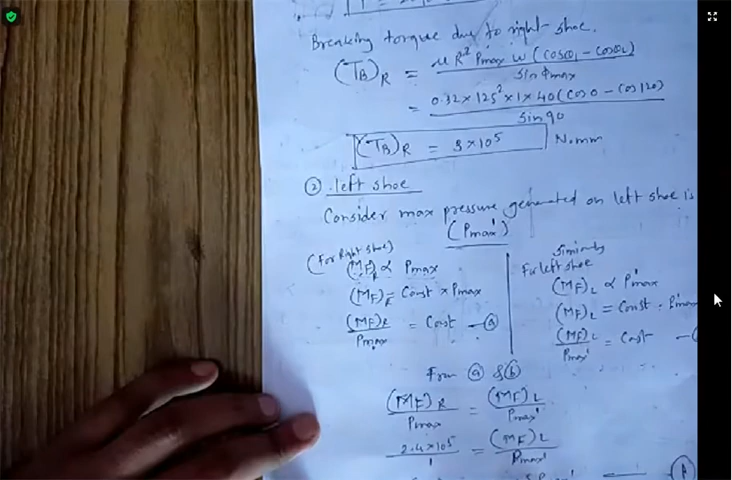 Breaking torque due to right shoe.
(TB)R = μ R² Pmax w (cosθ1 - cosθ2) / sin ϕmax
= 0.32 × 125² × 1 × 40 (cos 0 - cos 120) / sin 90
(TB)R = 3 × 10⁵ N.mm
② left shoe
Consider max pressure generated on left shoe is
(Pmax')
(For Right shoe)
(MF)R ∝ Pmax
(MF)R = Const × Pmax
(MF)R / Pmax = Const — ⓐ
Similarly
For left shoe
(MF)L ∝ P'max
(MF)L = Const · P'max
(MF)L / Pmax' = Const —
From ⓐ & ⓑ
(MF)R / Pmax = (MF)L / Pmax'
2.4 × 10⁵ / 1 = (MF)L / Pmax'